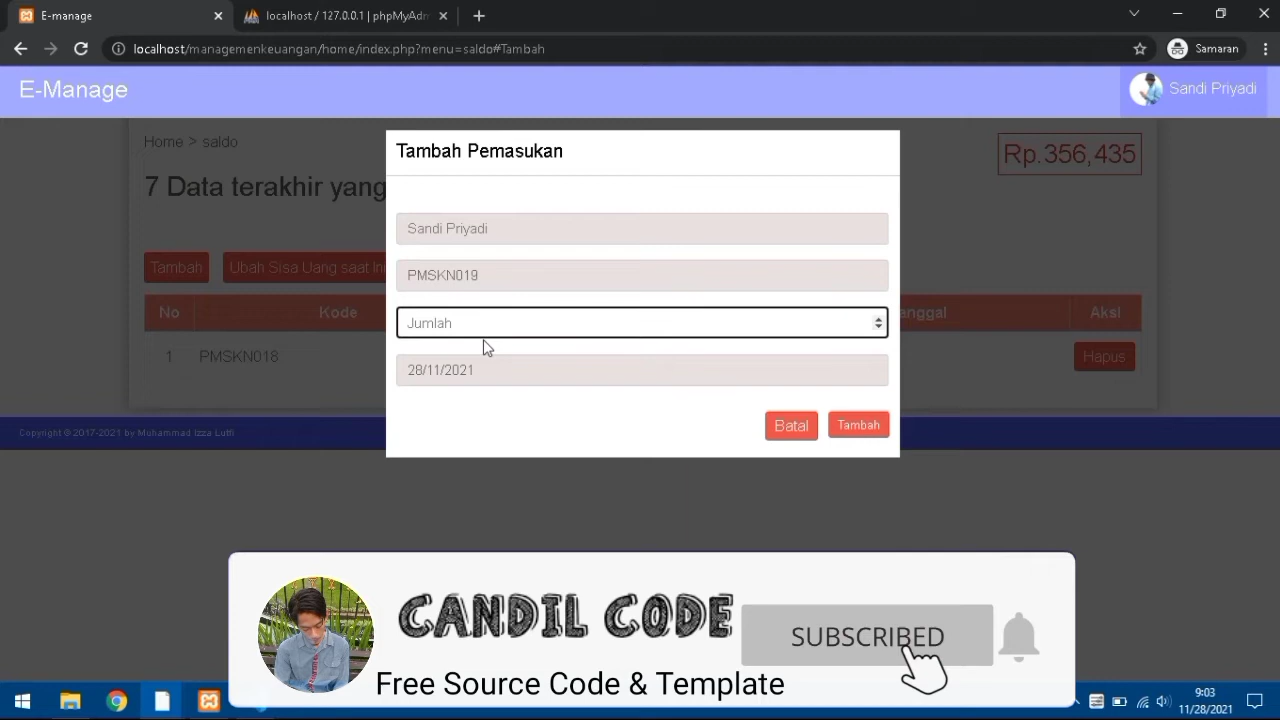 E-manage
localhost / 127.0.0.1 | phpMyAdm
localhost/managemenkeuangan/home/index.php?menu=saldo#Tambah
Samaran
E-Manage
Sandi Priyadi
Home > saldo
Rp.356,435
7 Data terakhir yang
Tambah
Ubah Sisa Uang saat Ini
No
Kode
nggal
Aksi
1
PMSKN018
Hapus
Tambah Pemasukan
Sandi Priyadi
PMSKN019
Jumlah
28/11/2021
Batal
Tambah
Copyright © 2017-2021 by Muhammad Izza Lutfi
CANDIL CODE
SUBSCRIBED
Free Source Code & Template
9:03
11/28/2021